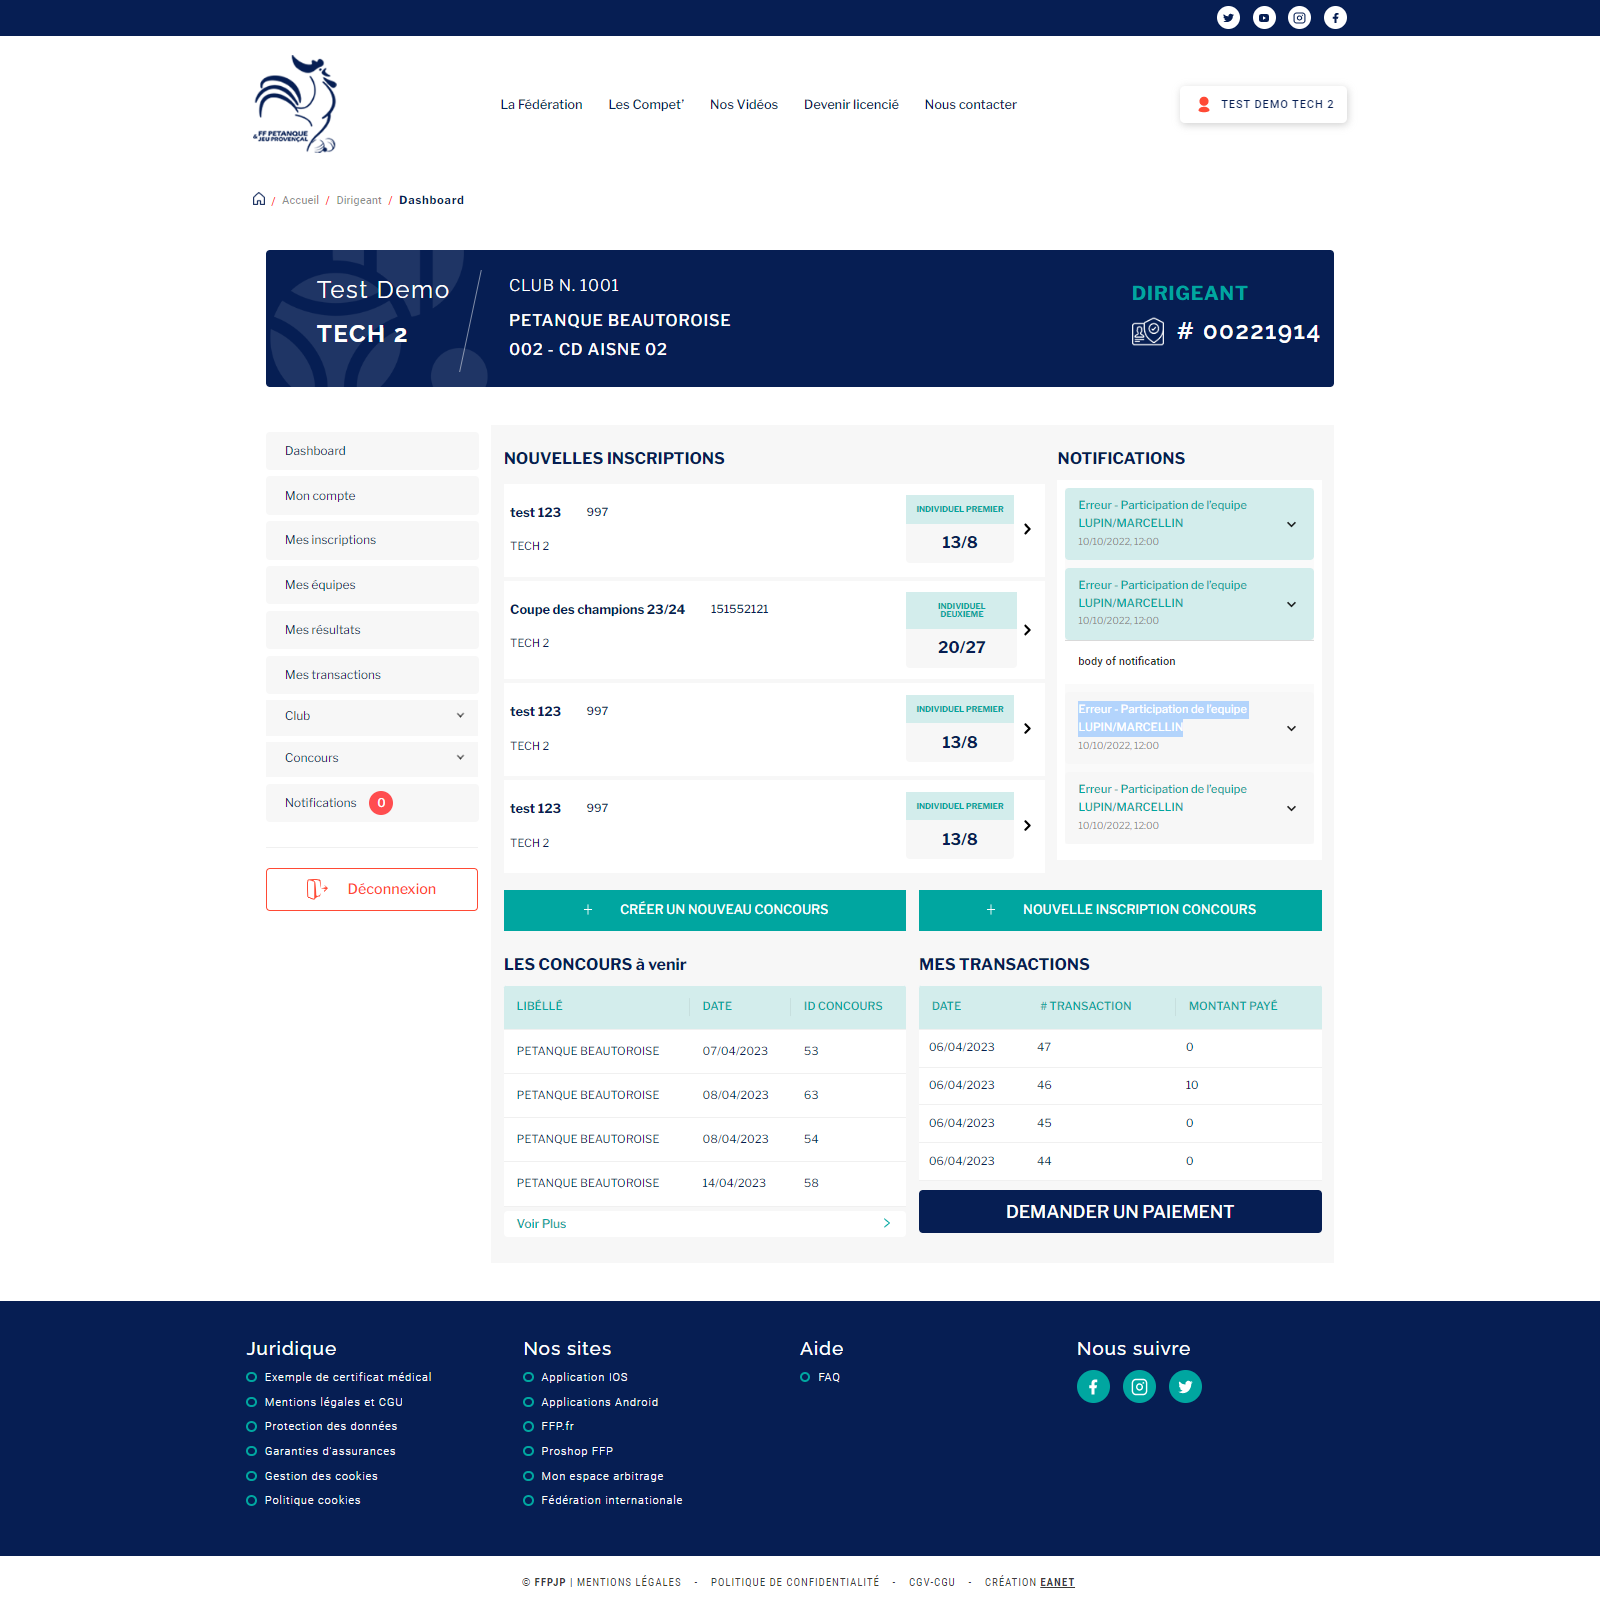 La Fédération Les Compet' Nos Vidéos Devenir licencié Nous contacter
TEST DEMO TECH 2
FF PETANQUE
& JEU PROVENÇAL
/ Accueil / Dirigeant / Dashboard
Test Demo
TECH 2
CLUB N. 1001
PETANQUE BEAUTOROISE
002 - CD AISNE 02
DIRIGEANT
# 00221914
Dashboard
Mon compte
Mes inscriptions
Mes équipes
Mes résultats
Mes transactions
Club
Concours
Notifications 0
Déconnexion
NOUVELLES INSCRIPTIONS
test 123 997
TECH 2
INDIVIDUEL PREMIER
13/8
Coupe des champions 23/24 151552121
TECH 2
INDIVIDUEL
DEUXIEME
20/27
test 123 997
TECH 2
INDIVIDUEL PREMIER
13/8
test 123 997
TECH 2
INDIVIDUEL PREMIER
13/8
NOTIFICATIONS
Erreur - Participation de l'equipe
LUPIN/MARCELLIN
10/10/2022, 12:00
Erreur - Participation de l'equipe
LUPIN/MARCELLIN
10/10/2022, 12:00
body of notification
Erreur - Participation de l'equipe
LUPIN/MARCELLIN
10/10/2022, 12:00
Erreur - Participation de l'equipe
LUPIN/MARCELLIN
10/10/2022, 12:00
+ CRÉER UN NOUVEAU CONCOURS
+ NOUVELLE INSCRIPTION CONCOURS
LES CONCOURS à venir
LIBÉLLÉ DATE ID CONCOURS
PETANQUE BEAUTOROISE 07/04/2023 53
PETANQUE BEAUTOROISE 08/04/2023 63
PETANQUE BEAUTOROISE 08/04/2023 54
PETANQUE BEAUTOROISE 14/04/2023 58
Voir Plus
MES TRANSACTIONS
DATE # TRANSACTION MONTANT PAYÉ
06/04/2023 47 0
06/04/2023 46 10
06/04/2023 45 0
06/04/2023 44 0
DEMANDER UN PAIEMENT
Juridique
Exemple de certificat médical
Mentions légales et CGU
Protection des données
Garanties d'assurances
Gestion des cookies
Politique cookies
Nos sites
Application IOS
Applications Android
FFP.fr
Proshop FFP
Mon espace arbitrage
Fédération internationale
Aide
FAQ
Nous suivre
© FFPJP | MENTIONS LÉGALES - POLITIQUE DE CONFIDENTIALITÉ - CGV-CGU - CRÉATION EANET